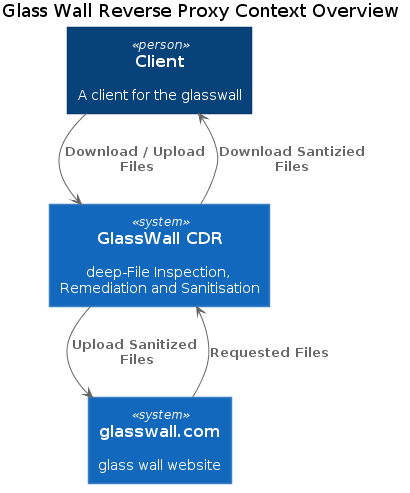 Glass Wall Reverse Proxy Context Overview
«person»
Client
A client for the glasswall
Download / Upload
Files
Download Santizied
Files
«system»
GlassWall CDR
deep-File Inspection,
Remediation and Sanitisation
Upload Sanitized
Files
Requested Files
«system»
glasswall.com
glass wall website